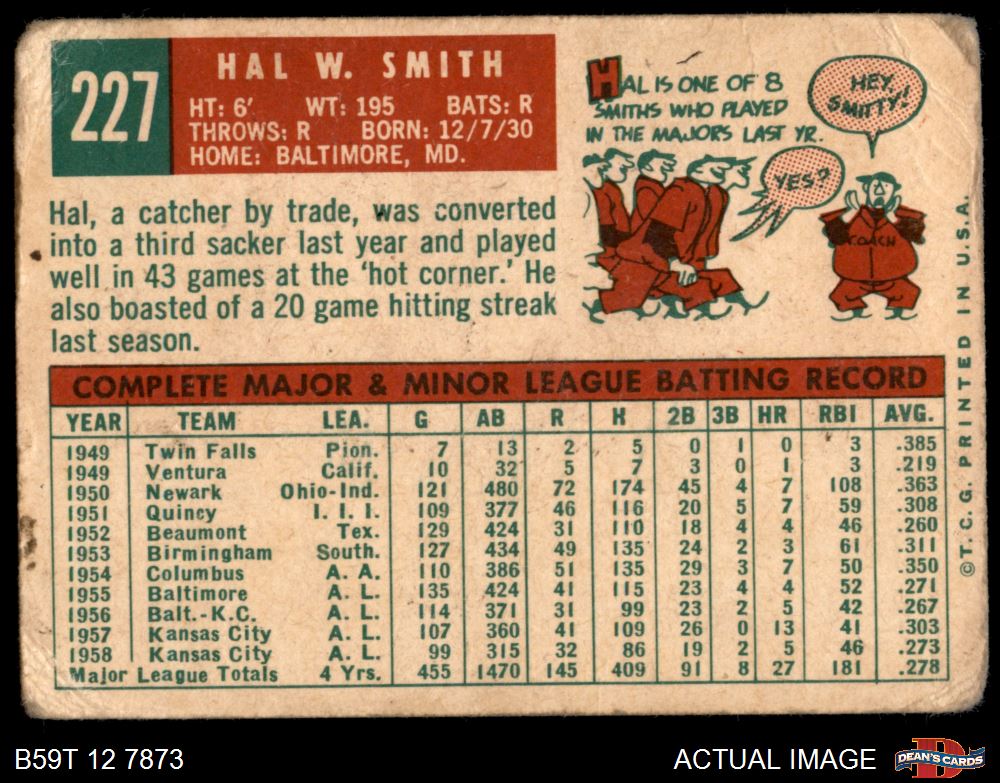 227
HAL W. SMITH
HT: 6' WT: 195 BATS: R
THROWS: R BORN: 12/7/30
HOME: BALTIMORE, MD.
HAL IS ONE OF 8
SMITHS WHO PLAYED
IN THE MAJORS LAST YR.
HEY,
SMITTY!
YES?
COACH
Hal, a catcher by trade, was converted
into a third sacker last year and played
well in 43 games at the 'hot corner.' He
also boasted of a 20 game hitting streak
last season.
COMPLETE MAJOR & MINOR LEAGUE BATTING RECORD
YEAR TEAM LEA. G AB R H 2B 3B HR RBI AVG.
1949 Twin Falls Pion. 7 13 2 5 0 1 0 3 .385
1949 Ventura Calif. 10 32 5 7 3 0 1 3 .219
1950 Newark Ohio-Ind. 121 480 72 174 45 4 7 108 .363
1951 Quincy I. I. I. 109 377 46 116 20 5 7 59 .308
1952 Beaumont Tex. 129 424 31 110 18 4 4 46 .260
1953 Birmingham South. 127 434 49 135 24 2 3 61 .311
1954 Columbus A. A. 110 386 51 135 29 3 7 50 .350
1955 Baltimore A. L. 135 424 41 115 23 4 4 52 .271
1956 Balt.-K.C. A. L. 114 371 31 99 23 2 5 42 .267
1957 Kansas City A. L. 107 360 41 109 26 0 13 41 .303
1958 Kansas City A. L. 99 315 32 86 19 2 5 46 .273
Major League Totals 4 Yrs. 455 1470 145 409 91 8 27 181 .278
©T.C.G. PRINTED IN U.S.A.
B59T 12 7873
ACTUAL IMAGE
D
DEAN'S CARDS